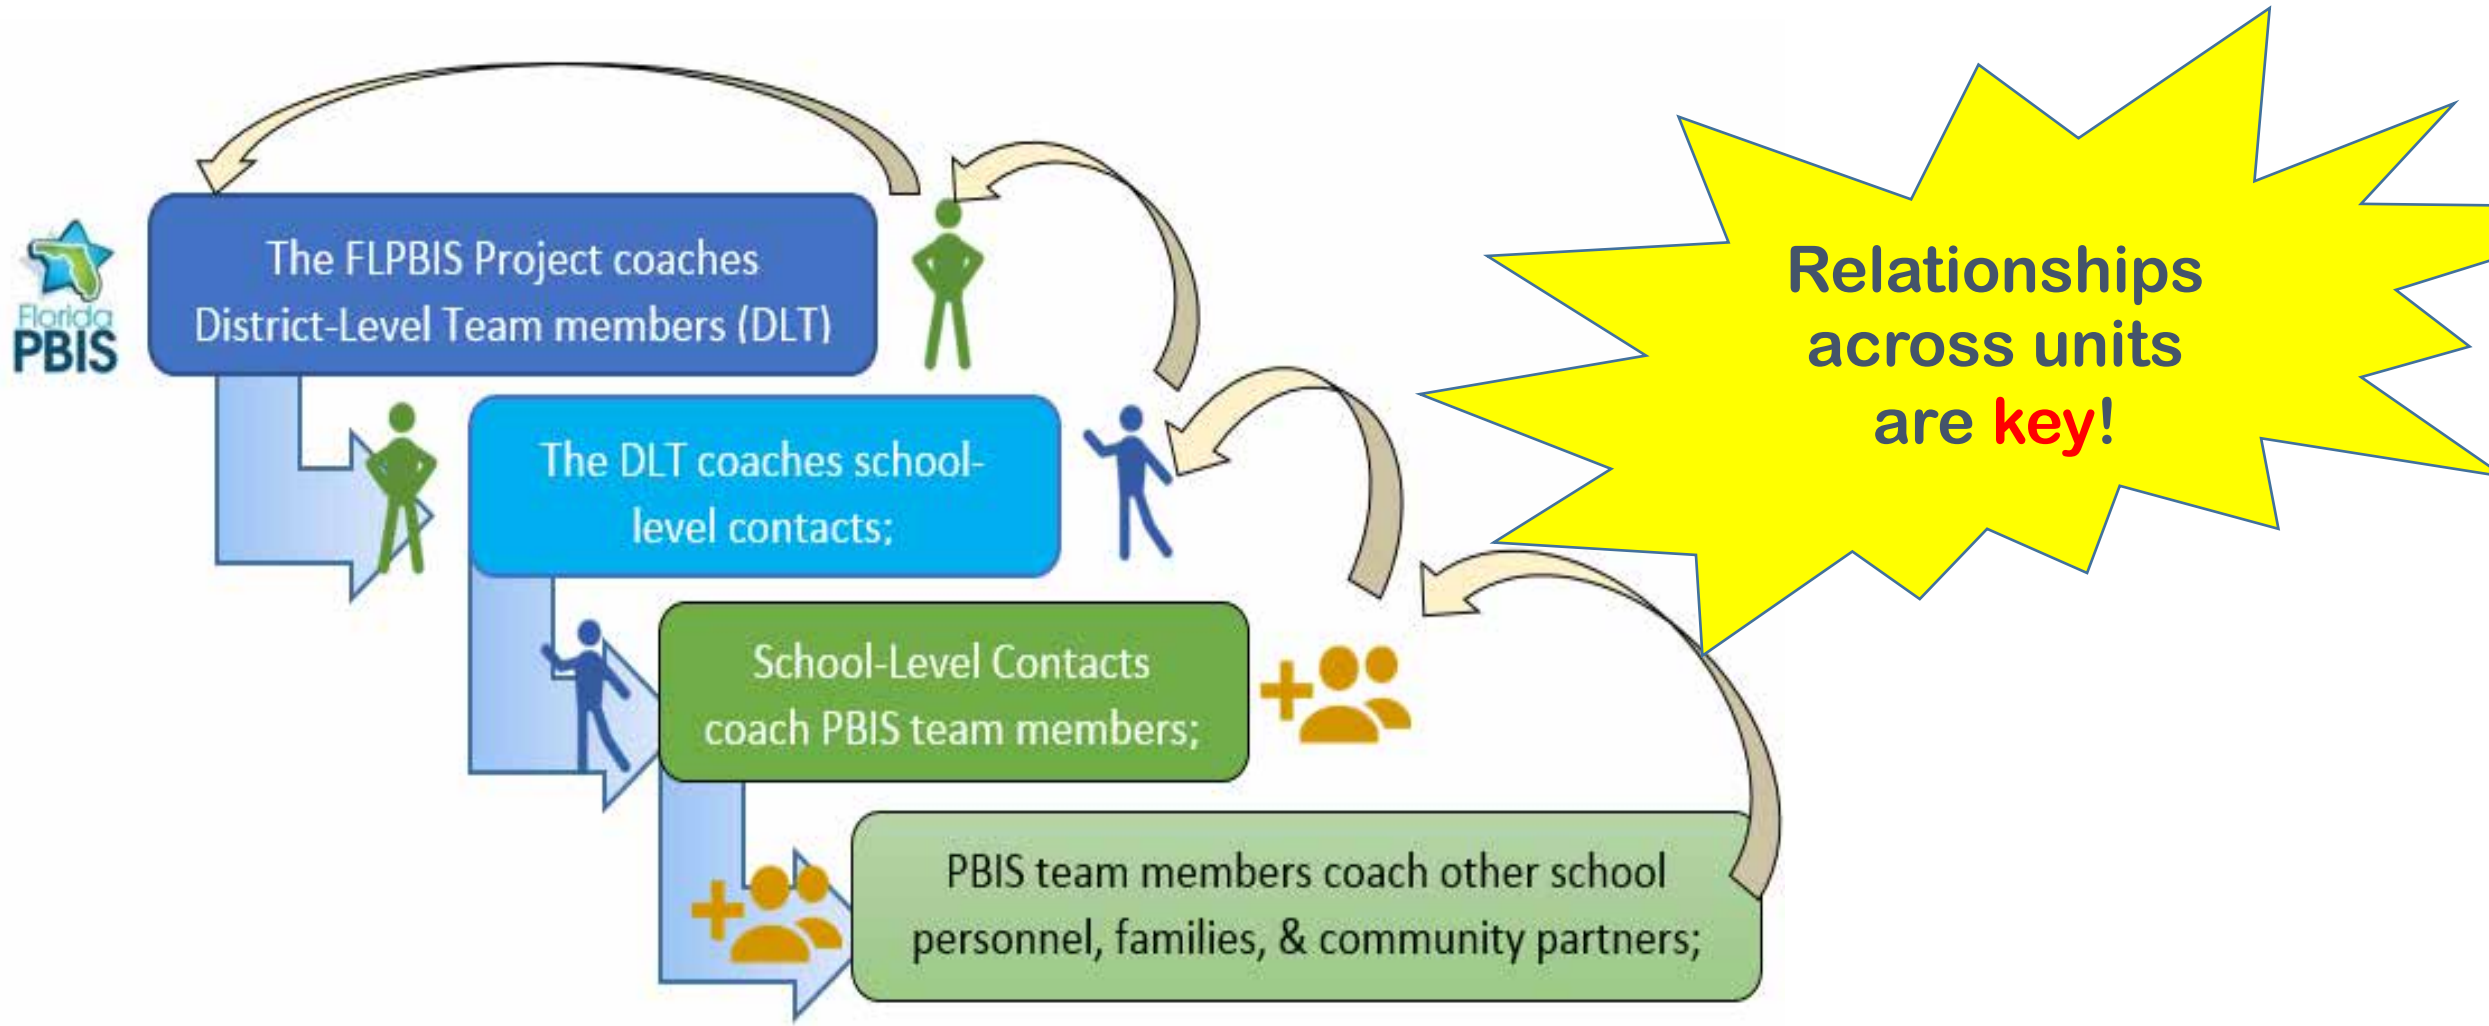 Florida
PBIS
The FLPBIS Project coaches
District-Level Team members (DLT)
The DLT coaches school-
level contacts;
School-Level Contacts
coach PBIS team members;
PBIS team members coach other school
personnel, families, & community partners;
Relationships
across units
are key!